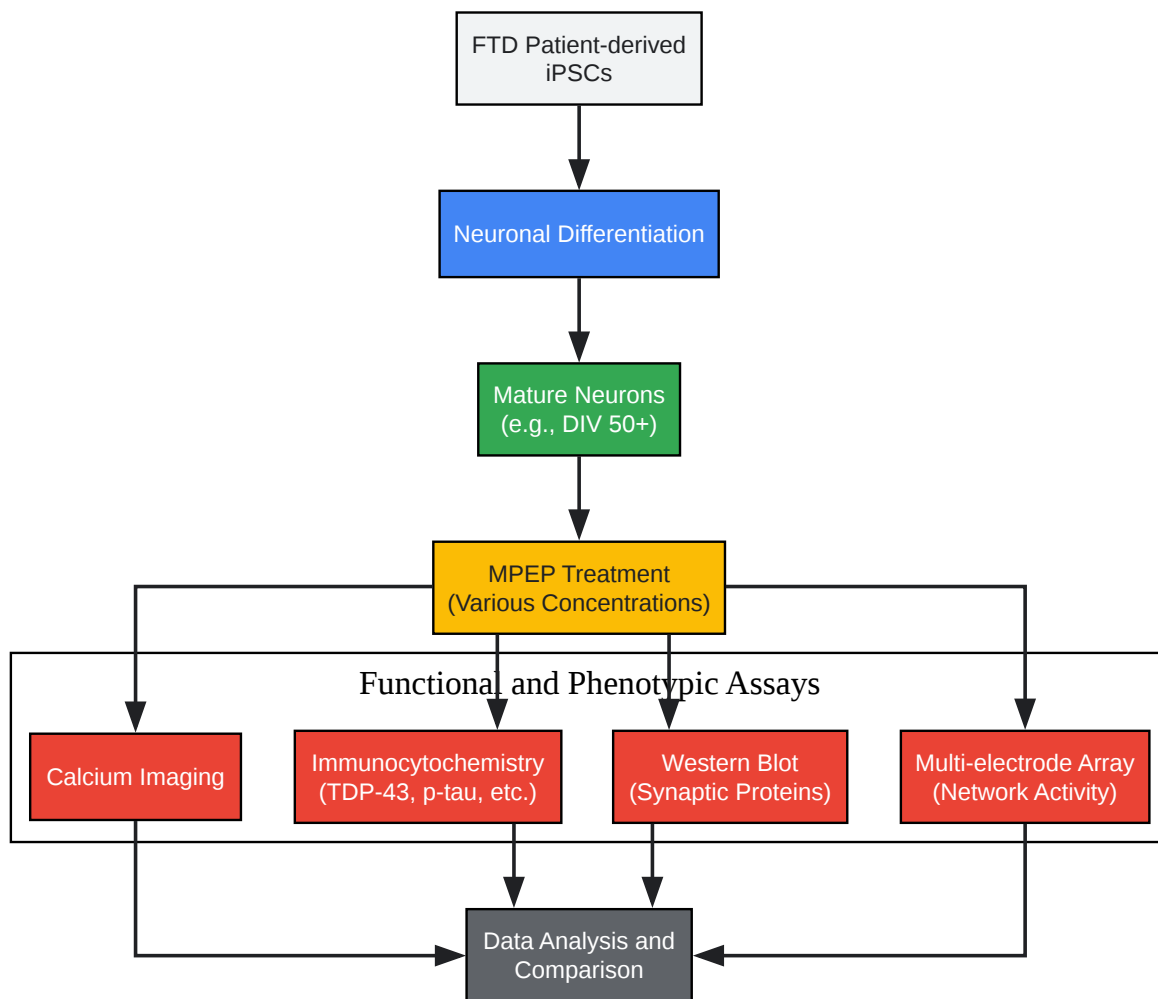 FTD Patient-derived
iPSCs
Neuronal Differentiation
Mature Neurons
(e.g., DIV 50+)
MPEP Treatment
(Various Concentrations)
Functional and Phenotypic Assays
Calcium Imaging
Immunocytochemistry
(TDP-43, p-tau, etc.)
Western Blot
(Synaptic Proteins)
Multi-electrode Array
(Network Activity)
Data Analysis and
Comparison